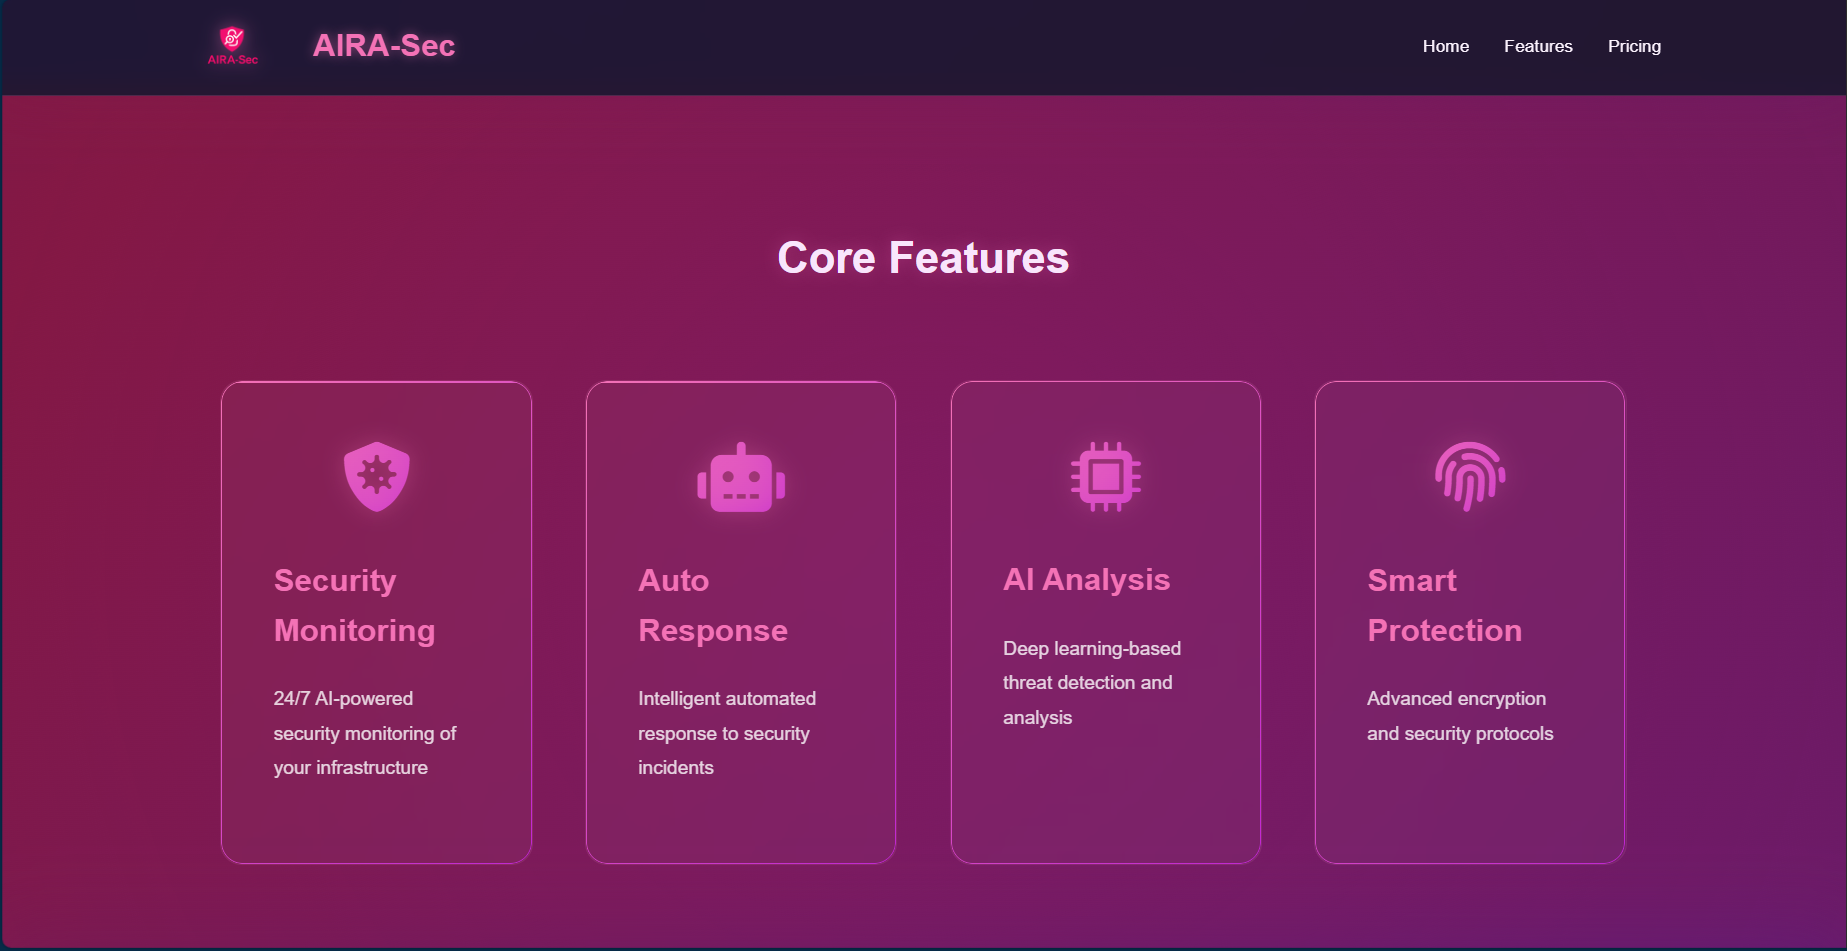 AIRA-Sec
AIRA-Sec
Home
Features
Pricing
Core Features
Security
Monitoring
24/7 AI-powered
security monitoring of
your infrastructure
Auto
Response
Intelligent automated
response to security
incidents
AI Analysis
Deep learning-based
threat detection and
analysis
Smart
Protection
Advanced encryption
and security protocols